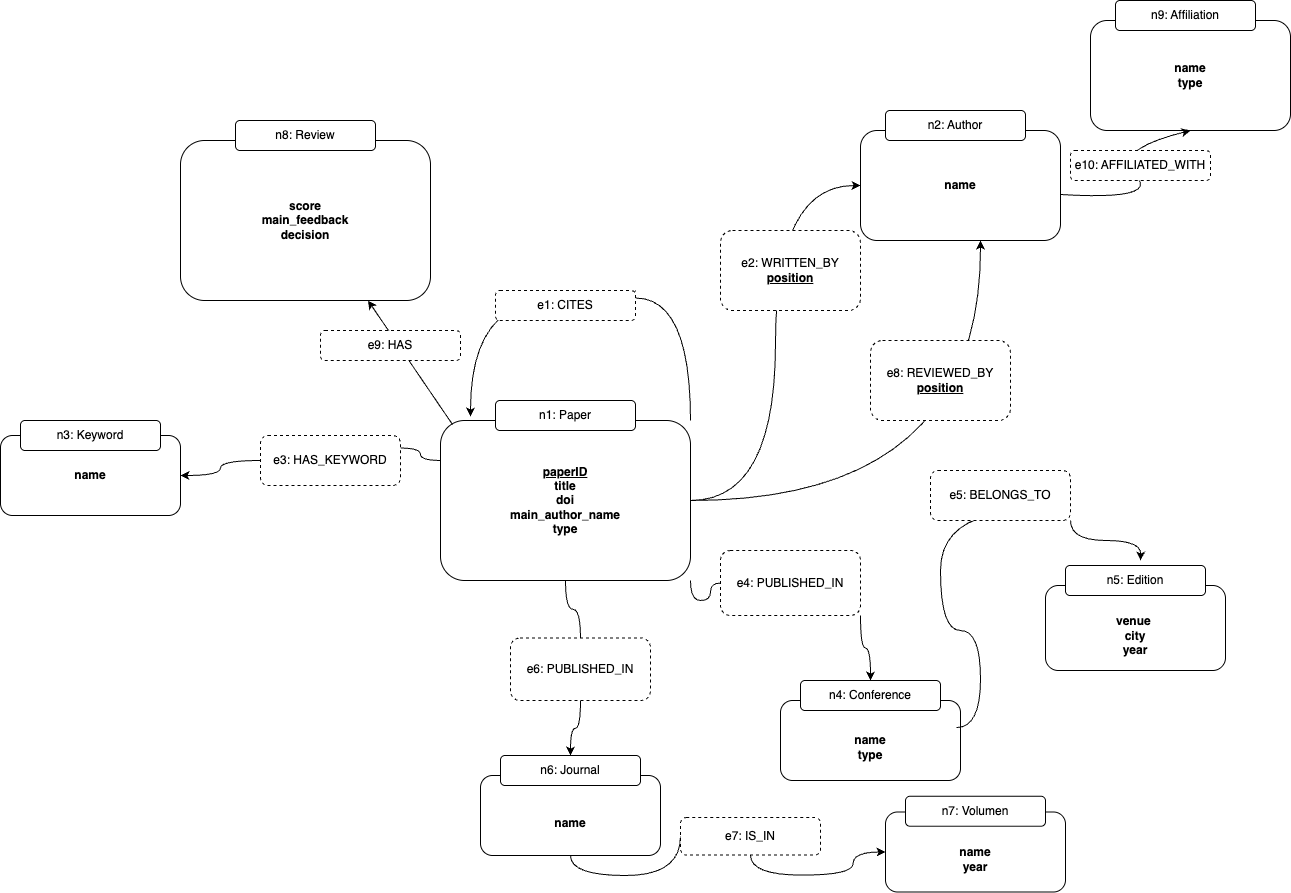 n9: Affiliation
name
type
n2: Author
name
e10: AFFILIATED_WITH
n8: Review
score
main_feedback
decision
e2: WRITTEN_BY
position
e1: CITES
e9: HAS
e8: REVIEWED_BY
position
n3: Keyword
name
e3: HAS_KEYWORD
n1: Paper
paperID
title
doi
main_author_name
type
e5: BELONGS_TO
n5: Edition
venue
city
year
e4: PUBLISHED_IN
e6: PUBLISHED_IN
n4: Conference
name
type
n6: Journal
name
e7: IS_IN
n7: Volumen
name
year